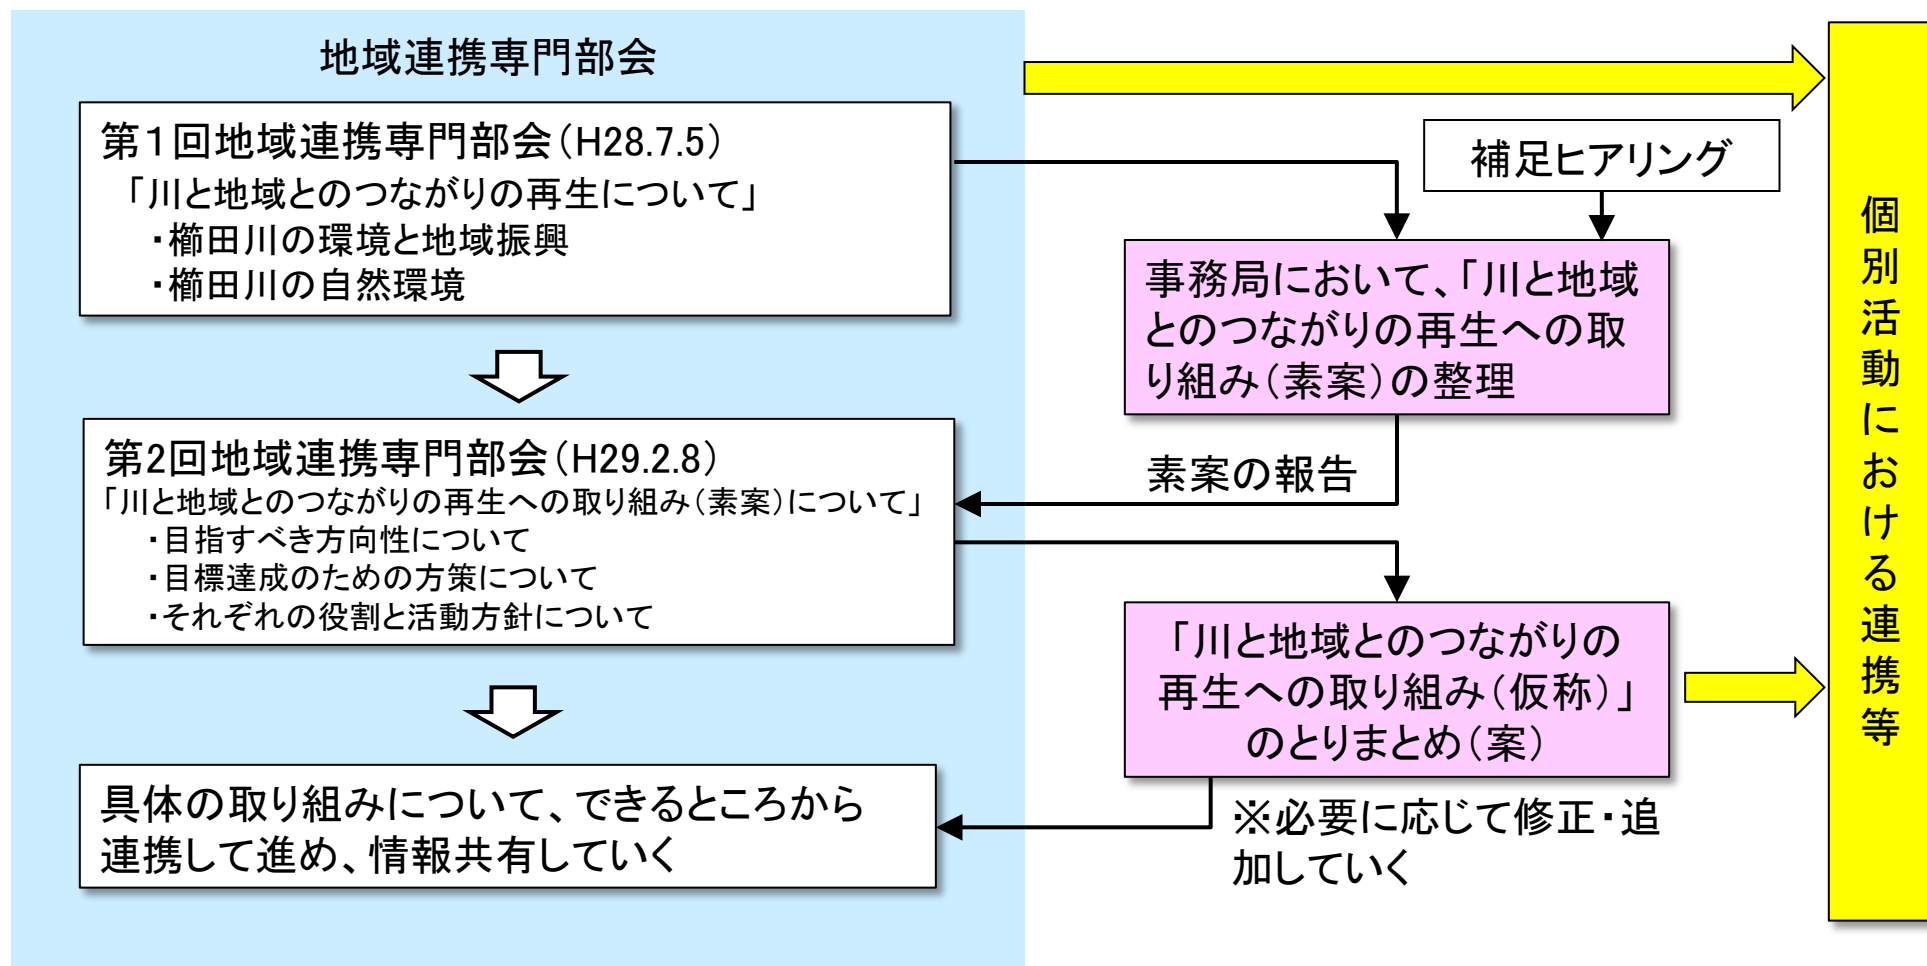 地域連携専門部会
第１回地域連携専門部会（H28.7.5）
「川と地域とのつながりの再生について」
・櫛田川の環境と地域振興
・櫛田川の自然環境
第2回地域連携専門部会（H29.2.8）
「川と地域とのつながりの再生への取り組み（素案）について」
・目指すべき方向性について
・目標達成のための方策について
・それぞれの役割と活動方針について
具体の取り組みについて、できるところから
連携して進め、情報共有していく
補足ヒアリング
事務局において、「川と地域
とのつながりの再生への取
り組み（素案）の整理
素案の報告
「川と地域とのつながりの
再生への取り組み（仮称）」
のとりまとめ（案）
※必要に応じて修正・追
加していく
個別活動における連携等